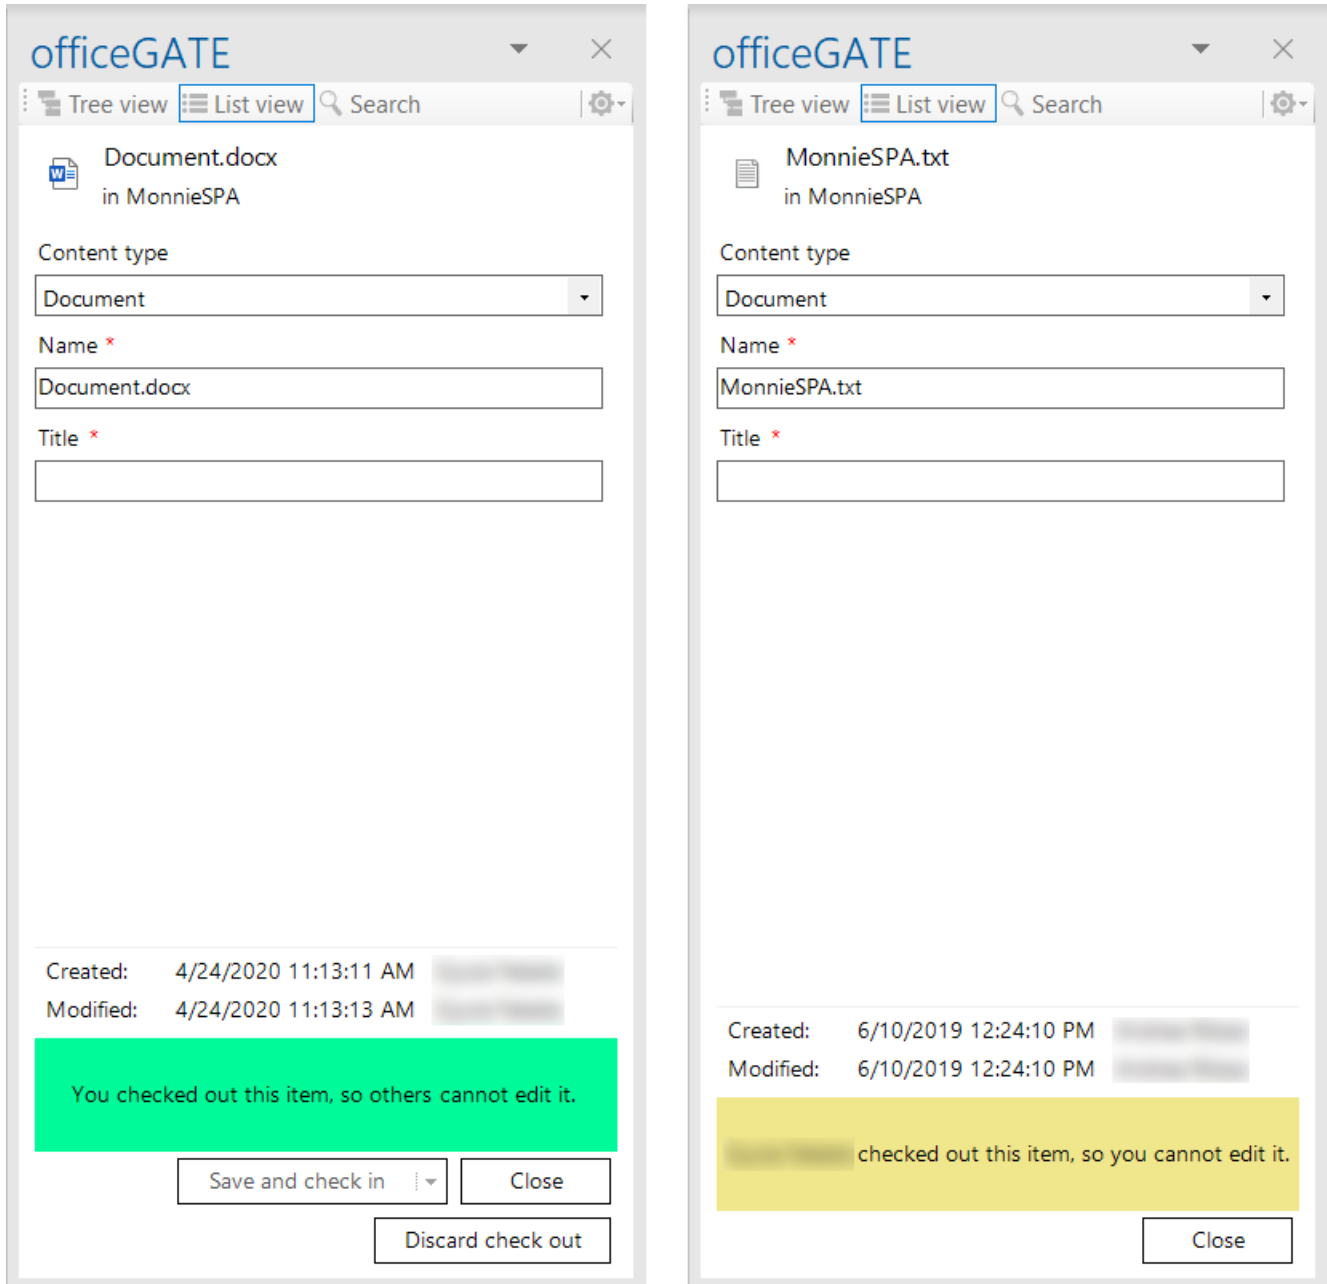 officeGATE
Tree view List view Search
Document.docx
in MonnieSPA
Content type
Document
Name *
Document.docx
Title *
Created: 4/24/2020 11:13:11 AM
Modified: 4/24/2020 11:13:13 AM
You checked out this item, so others cannot edit it.
Save and check in Close
Discard check out
officeGATE
Tree view List view Search
MonnieSPA.txt
in MonnieSPA
Content type
Document
Name *
MonnieSPA.txt
Title *
Created: 6/10/2019 12:24:10 PM
Modified: 6/10/2019 12:24:10 PM
checked out this item, so you cannot edit it.
Close